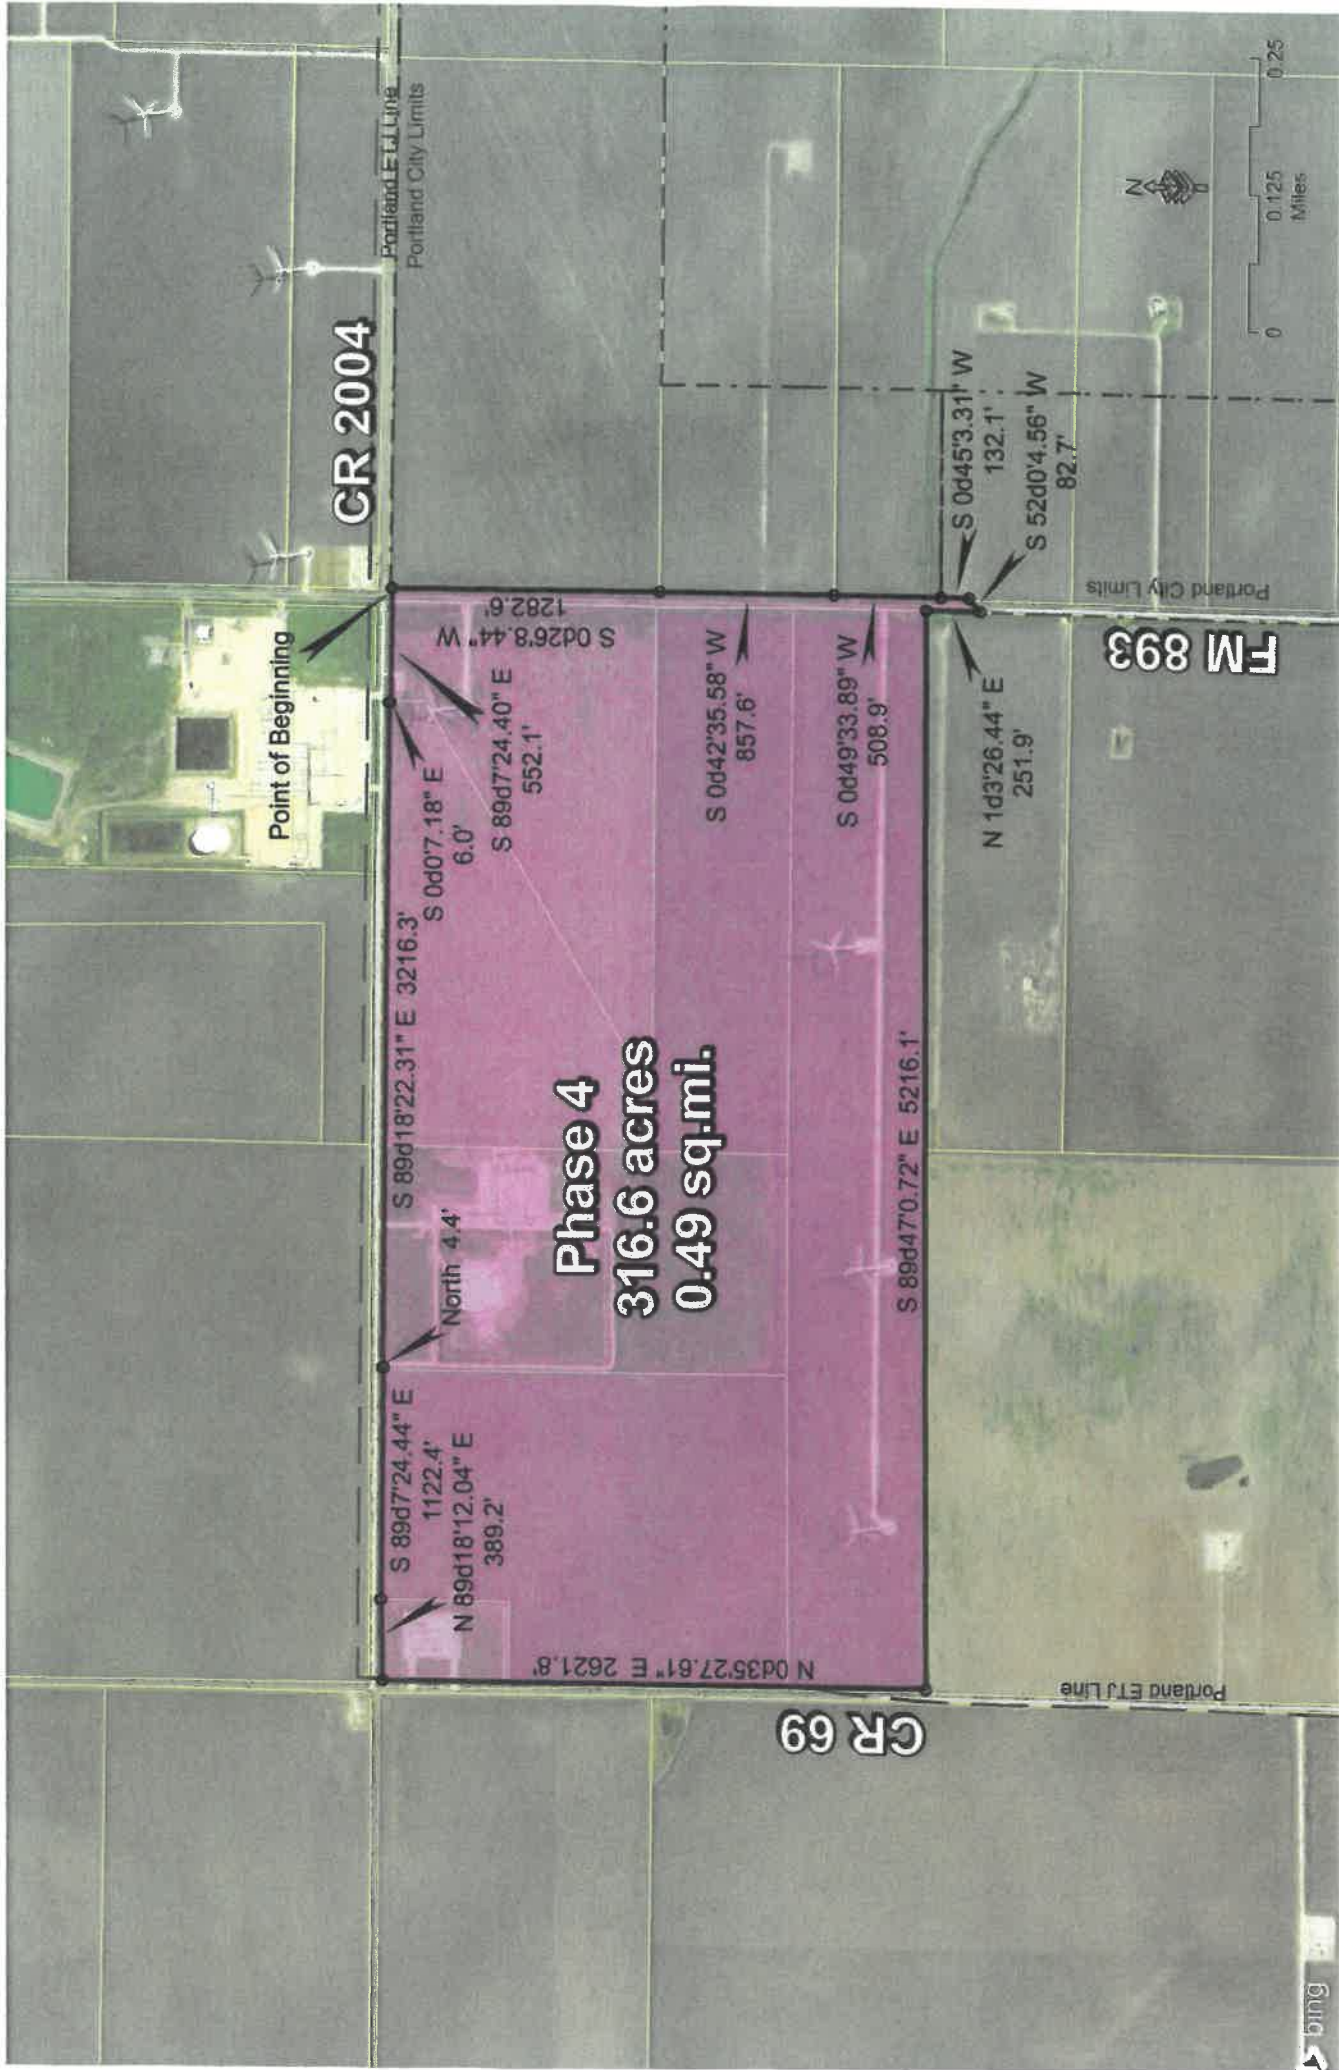 Portland ETJ Line
Portland City Limits
CR 2004
Point of Beginning
S 0d26'8.44" W
1282.6'
S 89d7'24.40" E
552.1'
S 0d0'7.18" E
6.0'
S 89d18'22.31" E 3216.3'
North 4.4'
S 89d7'24.44" E
1122.4'
N 89d18'12.04" E
389.2'
N 0d35'27.61" E 2621.8'
Phase 4
316.6 acres
0.49 sq.mi.
S 0d42'35.58" W
857.6'
S 0d49'33.89" W
508.9'
S 0d45'3.31" W
132.1'
S 52d0'4.56" W
82.7'
N 1d3'26.44" E
251.9'
S 89d47'0.72" E 5216.1'
CR 69
Portland ETJ Line
FM 893
Portland City Limits
N
0 0.125 0.25
Miles
bing